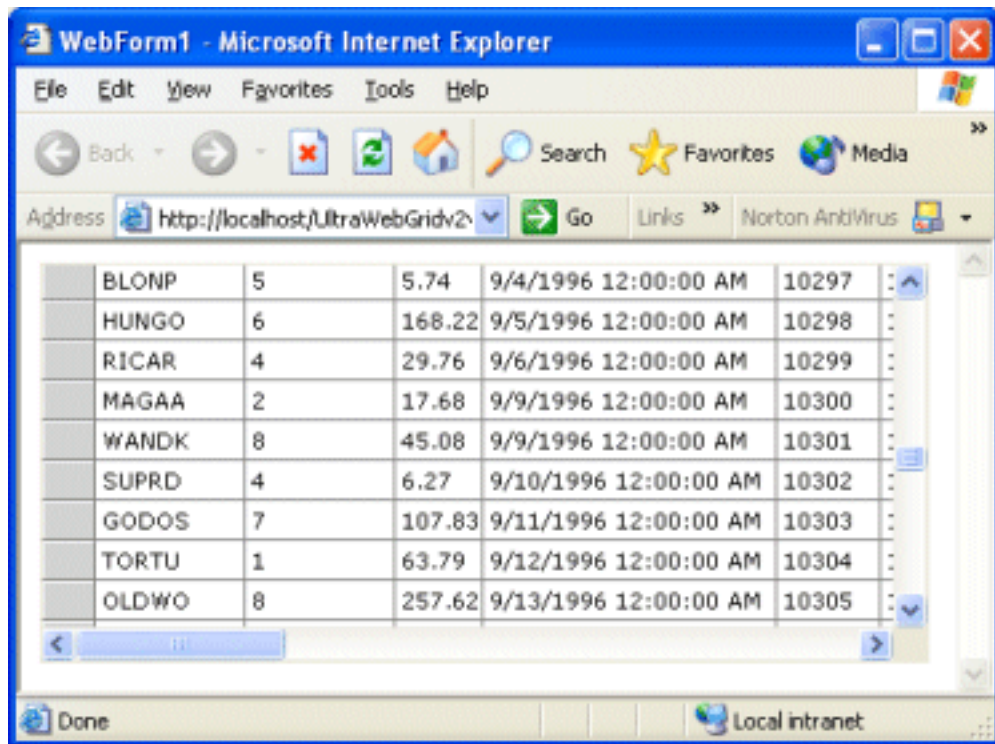 WebForm1 - Microsoft Internet Explorer
File Edit View Favorites Tools Help
Back Search Favorites Media »
Address http://localhost/UltraWebGridv2 Go Links » Norton AntiVirus
BLONP 5 5.74 9/4/1996 12:00:00 AM 10297
HUNGO 6 168.22 9/5/1996 12:00:00 AM 10298
RICAR 4 29.76 9/6/1996 12:00:00 AM 10299
MAGAA 2 17.68 9/9/1996 12:00:00 AM 10300
WANDK 8 45.08 9/9/1996 12:00:00 AM 10301
SUPRD 4 6.27 9/10/1996 12:00:00 AM 10302
GODOS 7 107.83 9/11/1996 12:00:00 AM 10303
TORTU 1 63.79 9/12/1996 12:00:00 AM 10304
OLDWO 8 257.62 9/13/1996 12:00:00 AM 10305
Done Local intranet